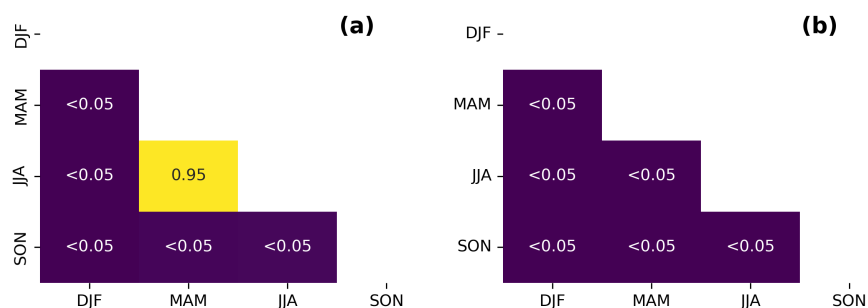 (a)
DJF
MAM <0.05
JJA <0.05 0.95
SON <0.05 <0.05 <0.05
DJF MAM JJA SON
(b)
DJF
MAM <0.05
JJA <0.05 <0.05
SON <0.05 <0.05 <0.05
DJF MAM JJA SON